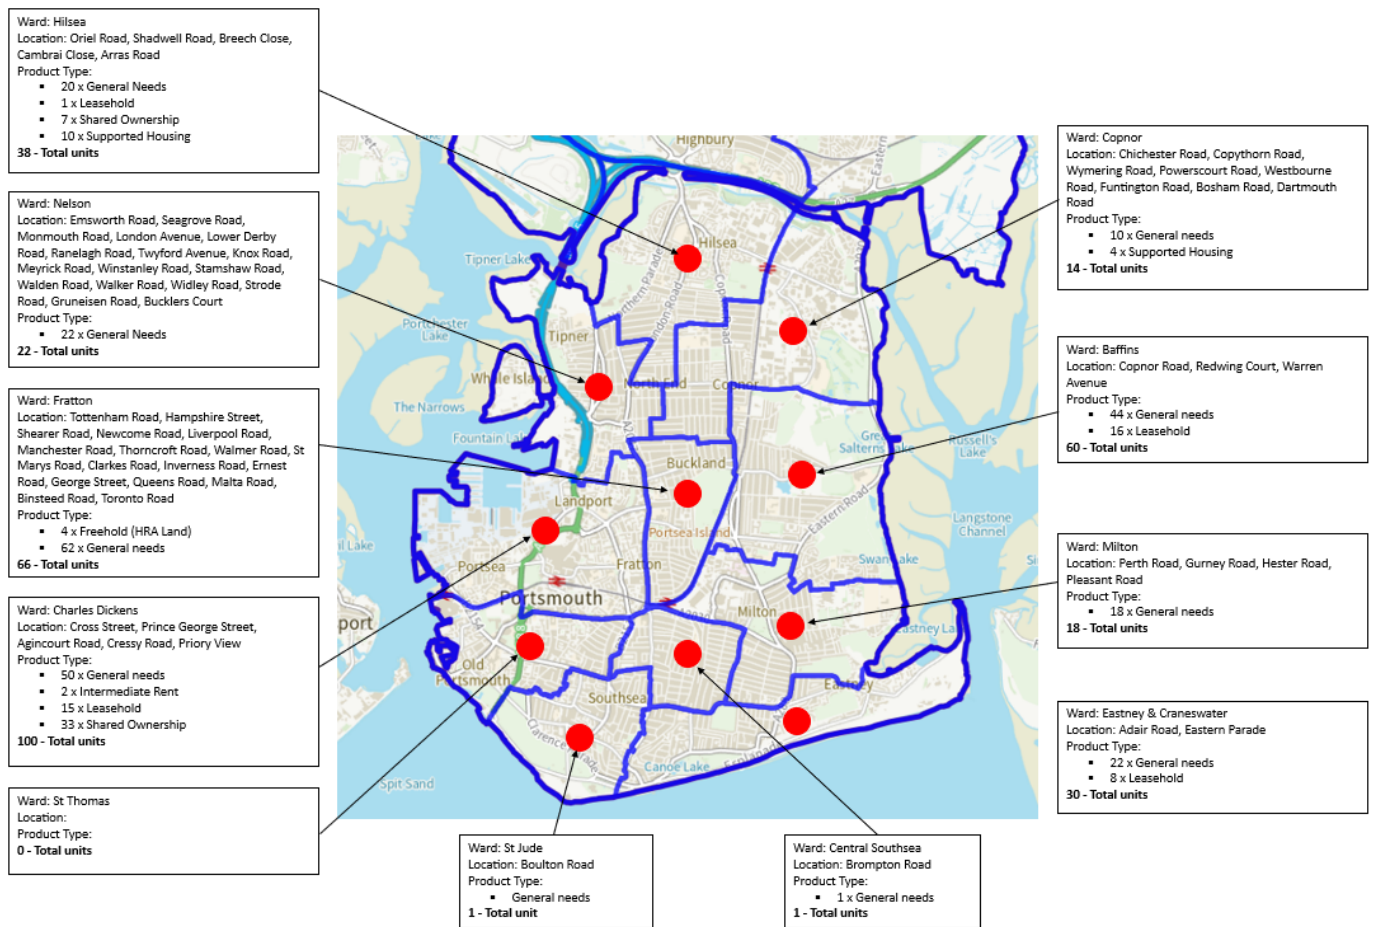 Ward: Hilsea
Location: Oriel Road, Shadwell Road, Breech Close,
Cambrai Close, Arras Road
Product Type:
▪ 20 x General Needs
▪ 1 x Leasehold
▪ 7 x Shared Ownership
▪ 10 x Supported Housing
38 - Total units
Ward: Nelson
Location: Emsworth Road, Seagrove Road,
Monmouth Road, London Avenue, Lower Derby
Road, Ranelagh Road, Twyford Avenue, Knox Road,
Meyrick Road, Winstanley Road, Stamshaw Road,
Walden Road, Walker Road, Widley Road, Strode
Road, Gruneisen Road, Bucklers Court
Product Type:
▪ 22 x General Needs
22 - Total units
Ward: Fratton
Location: Tottenham Road, Hampshire Street,
Shearer Road, Newcome Road, Liverpool Road,
Manchester Road, Thorncroft Road, Walmer Road, St
Marys Road, Clarkes Road, Inverness Road, Ernest
Road, George Street, Queens Road, Malta Road,
Binsteed Road, Toronto Road
Product Type:
▪ 4 x Freehold (HRA Land)
▪ 62 x General needs
66 - Total units
Ward: Charles Dickens
Location: Cross Street, Prince George Street,
Agincourt Road, Cressy Road, Priory View
Product Type:
▪ 50 x General needs
▪ 2 x Intermediate Rent
▪ 15 x Leasehold
▪ 33 x Shared Ownership
100 - Total units
Ward: St Thomas
Location:
Product Type:
0 - Total units
Highbury
Eastern
Hilsea
Northern Parade
London Road
Tipner Lake
Portchester
Lake
Tipner
Whale Island
North End
Copnor
The Narrows
Fountain Lake
Great
Salterns Lake
Russell's
Lake
Buckland
Landport
Eastern Road
Langstone
Channel
Portsea Island
Swan Lake
Portsea
Fratton
Portsmouth
A2030
Milton
Eastney Lake
Old
Portsmouth
Southsea
Eastney
Clarence Parade
Canoe Lake
Esplanade
Spit Sand
Ward: St Jude
Location: Boulton Road
Product Type:
▪ General needs
1 - Total unit
Ward: Central Southsea
Location: Brompton Road
Product Type:
▪ 1 x General needs
1 - Total units
Ward: Copnor
Location: Chichester Road, Copythorn Road,
Wymering Road, Powerscourt Road, Westbourne
Road, Funtington Road, Bosham Road, Dartmouth
Road
Product Type:
▪ 10 x General needs
▪ 4 x Supported Housing
14 - Total units
Ward: Baffins
Location: Copnor Road, Redwing Court, Warren
Avenue
Product Type:
▪ 44 x General needs
▪ 16 x Leasehold
60 - Total units
Ward: Milton
Location: Perth Road, Gurney Road, Hester Road,
Pleasant Road
Product Type:
▪ 18 x General needs
18 - Total units
Ward: Eastney & Craneswater
Location: Adair Road, Eastern Parade
Product Type:
▪ 22 x General needs
▪ 8 x Leasehold
30 - Total units